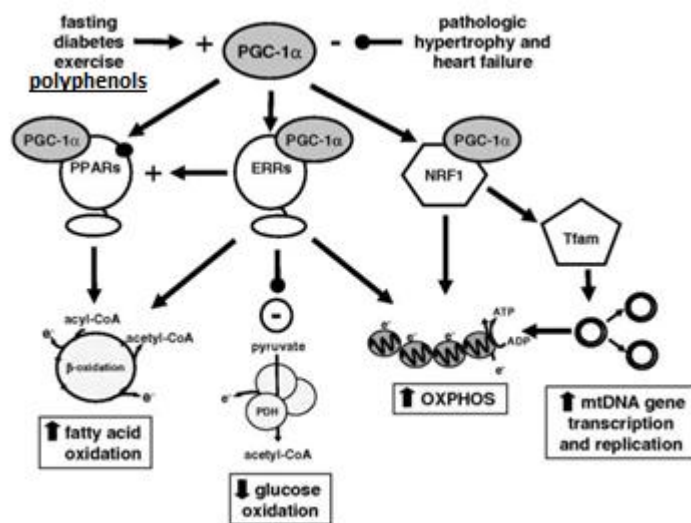 fasting
diabetes
exercise
polyphenols
+
PGC-1α
-
pathologic
hypertrophy and
heart failure
PGC-1α
PPARs
+
PGC-1α
ERRs
PGC-1α
NRF1
Tfam
acyl-CoA
e-
acetyl-CoA
β-oxidation
e-
fatty acid
oxidation
-
pyruvate
e-
PDH
acetyl-CoA
glucose
oxidation
e-
e-
e-
ATP
ADP
e-
OXPHOS
mtDNA gene
transcription
and replication